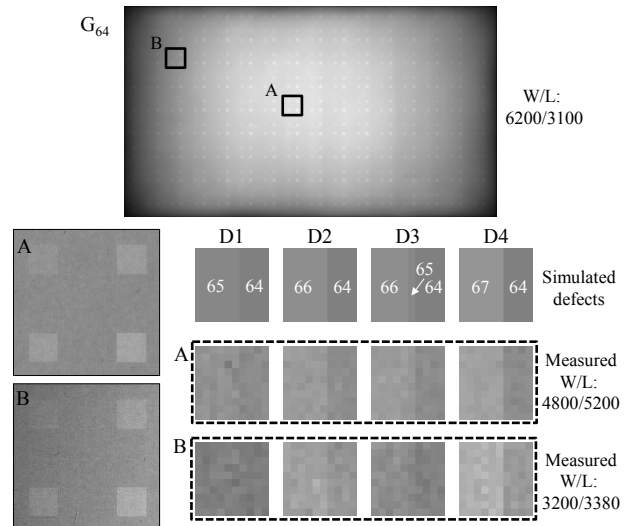 G64
B
A
W/L:
6200/3100
A
B
D1 D2 D3 D4
65 64 66 64 66 65 64 67 64
Simulated
defects
A
Measured
W/L:
4800/5200
B
Measured
W/L:
3200/3380